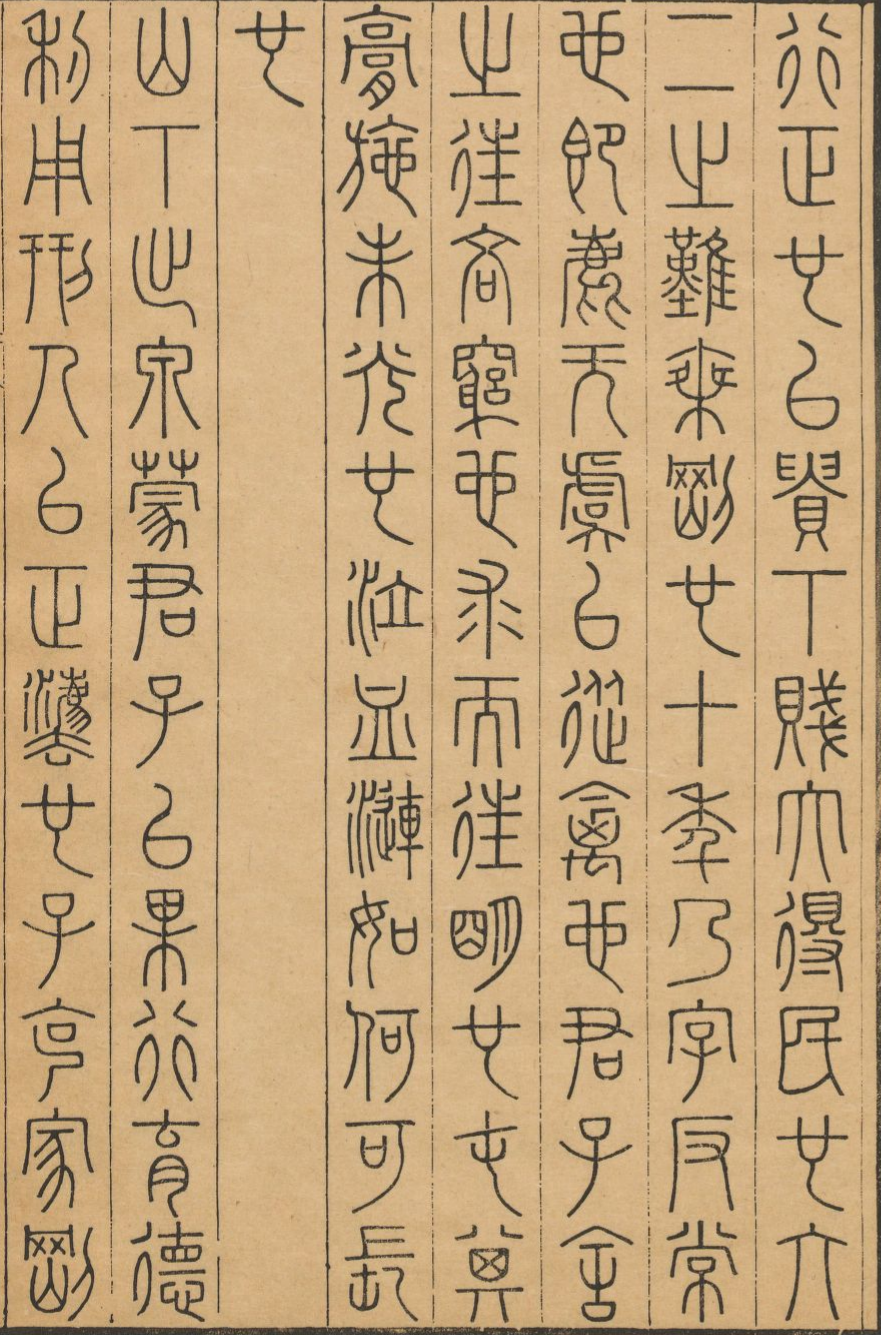 行正也以貴下賤大得民也六
二之難乘剛也十年乃字反常
也即鹿无虞以從禽也君子舍
之往吝窮也求而往明也屯其
膏施未光也泣血漣如何可長
也
山下出泉蒙君子以果行育德
利用刑人以正灋也子克家剛